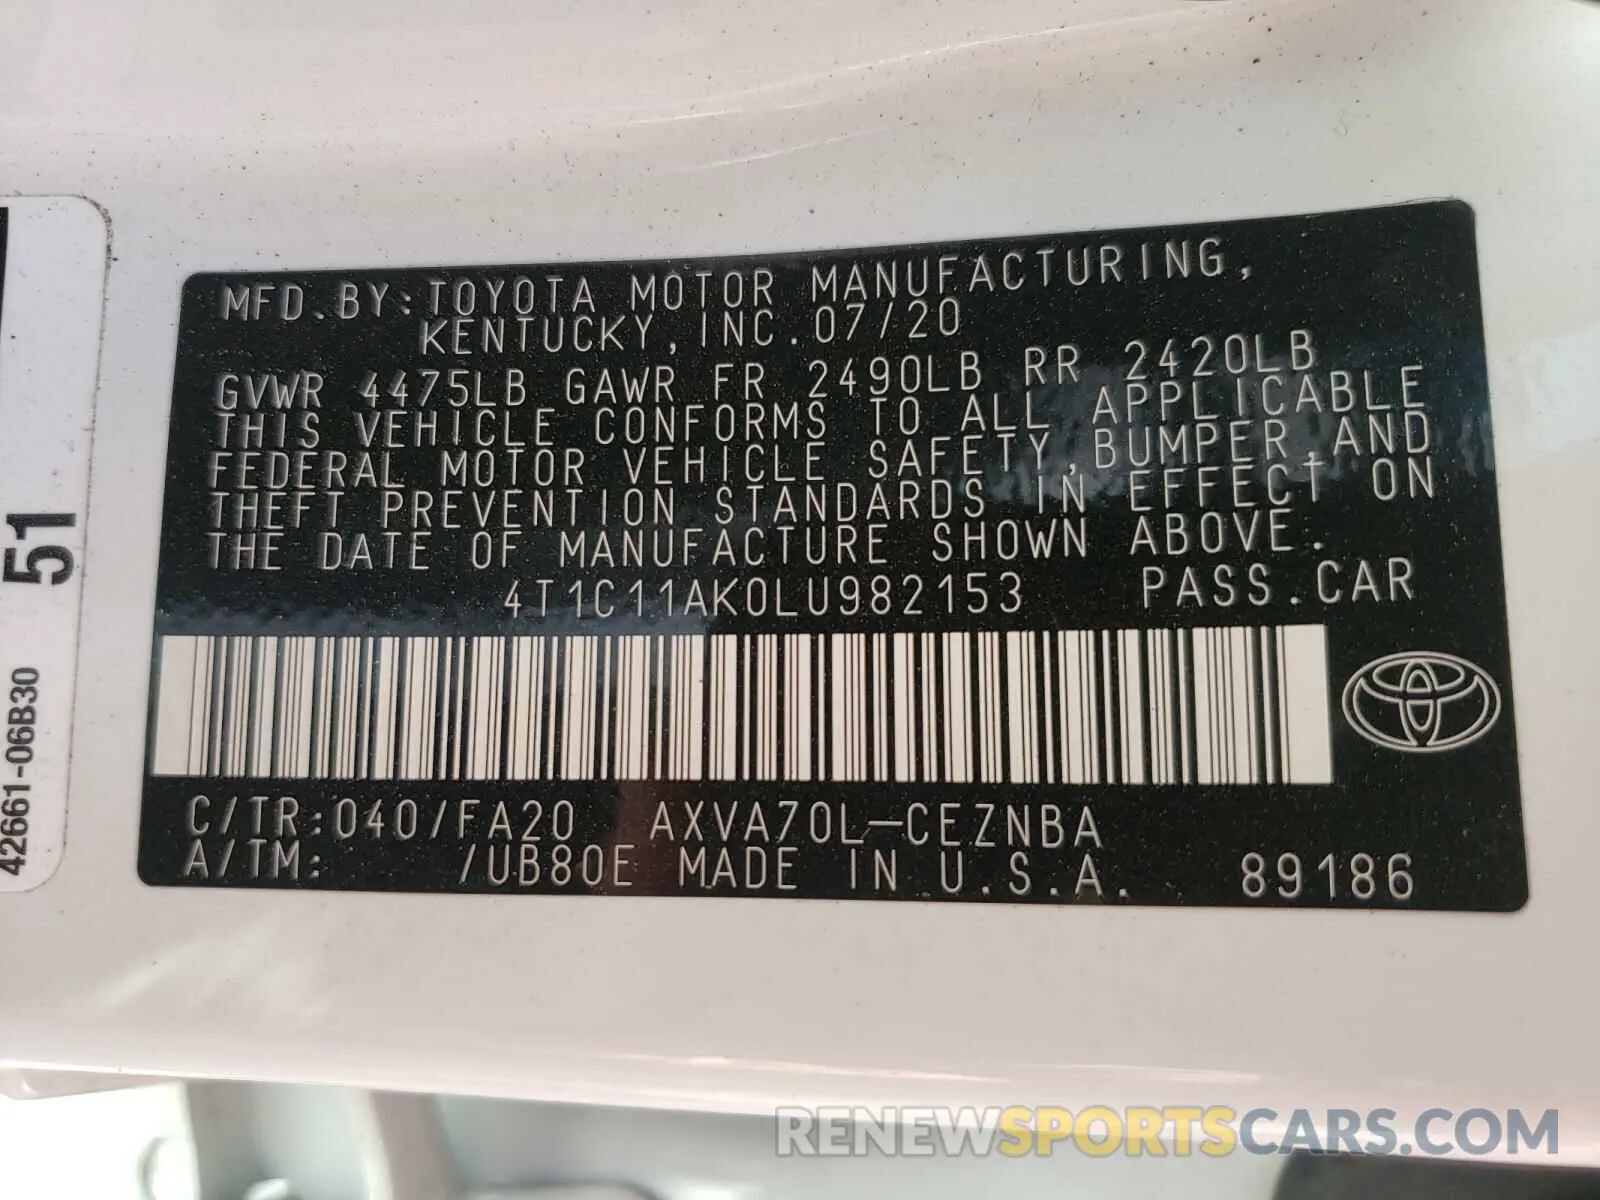 MFD. BY: TOYOTA MOTOR MANUFACTURING,
KENTUCKY, INC. 07/20
GVWR 4475LB GAWR FR 2490LB RR 2420LB
THIS VEHICLE CONFORMS TO ALL APPLICABLE
FEDERAL MOTOR VEHICLE SAFETY, BUMPER, AND
THEFT PREVENTION STANDARDS IN EFFECT ON
THE DATE OF MANUFACTURE SHOWN ABOVE.
4T1C11AK0LU982153 PASS. CAR
C/TR: 040/FA20 AXVA70L-CEZNBA
A/TM: /UB80E MADE IN U.S.A. 89186
51
42661-06B30
RENEWSPORTSCARS.COM